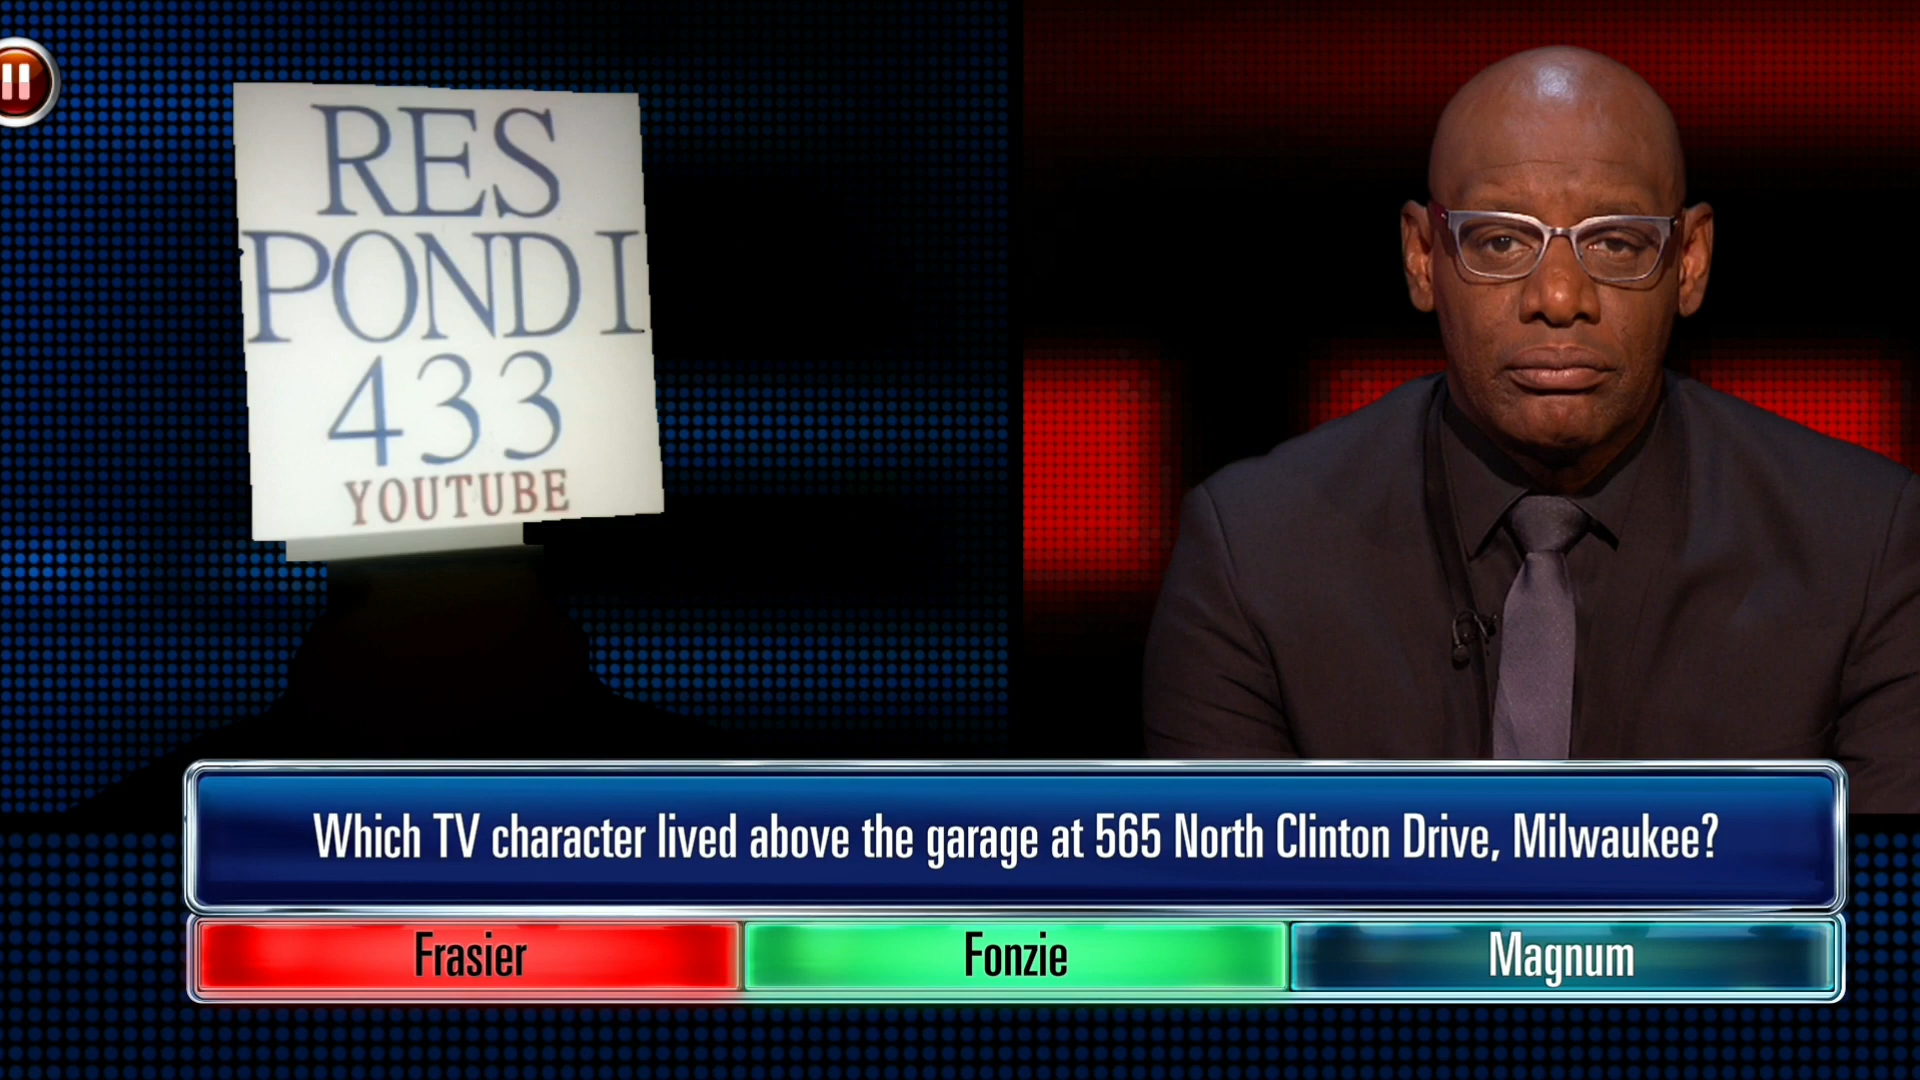 RES
POND I
433
YOUTUBE
Which TV character lived above the garage at 565 North Clinton Drive, Milwaukee?
Frasier
Fonzie
Magnum